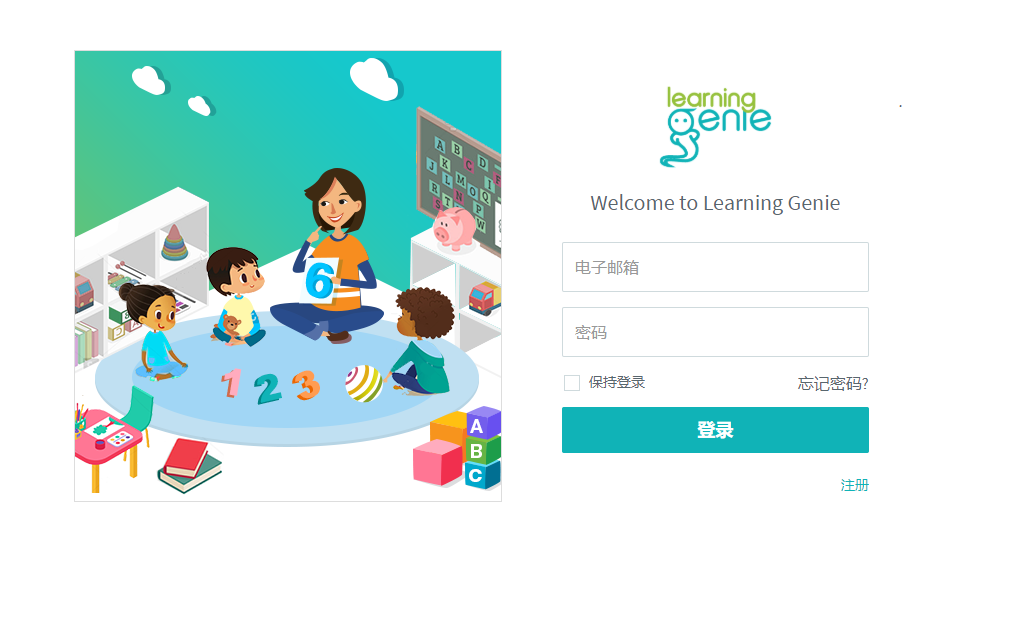 learning
genie
Welcome to Learning Genie
电子邮箱
密码
保持登录
忘记密码?
登录
注册
A B C D
J K L M O Q I
R T N P
S W
6
1 2 3
A
B
C